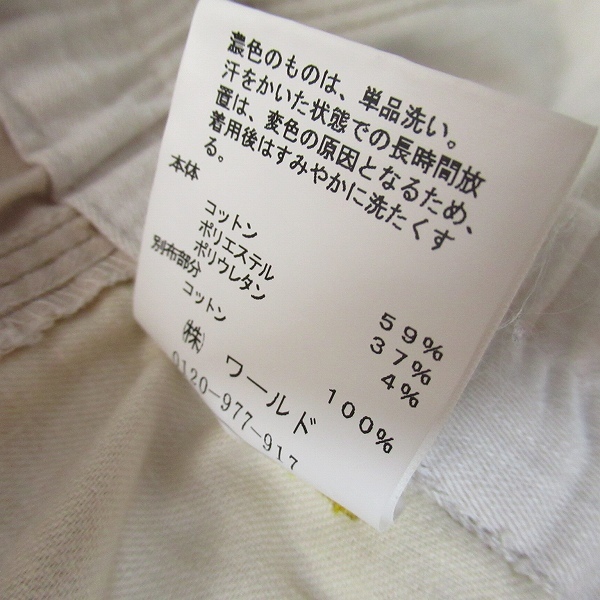 濃色のものは、単品洗い。
汗をかいた状態での長時間放
置は、変色の原因となるため、
着用後はすみやかに洗たくす
る。
本体
コットン 59%
ポリエステル 37%
ポリウレタン 4%
別布部分
コットン 100%
(株) ワールド
0120-977-917